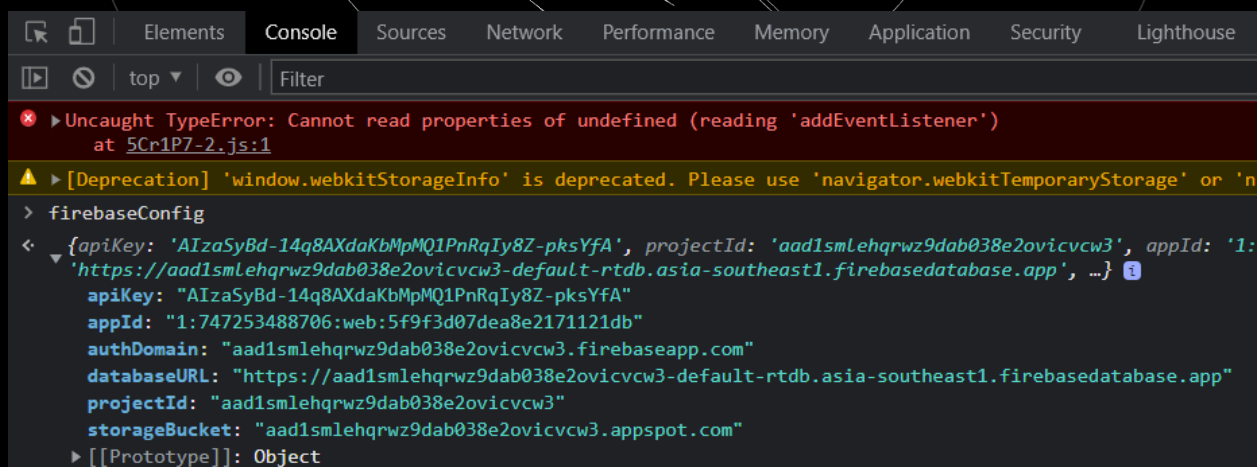 Elements Console Sources Network Performance Memory Application Security Lighthouse
top ▼ Filter
▶Uncaught TypeError: Cannot read properties of undefined (reading 'addEventListener')
at 5Cr1P7-2.js:1
▶[Deprecation] 'window.webkitStorageInfo' is deprecated. Please use 'navigator.webkitTemporaryStorage' or 'n
> firebaseConfig
{apiKey: 'AIzaSyBd-14q8AXdaKbMpMQ1PnRqIy8Z-pksYfA', projectId: 'aad1smlehqrwz9dab038e2ovicvcw3', appId: '1:
'https://aad1smlehqrwz9dab038e2ovicvcw3-default-rtdb.asia-southeast1.firebasedatabase.app', …} i
apiKey: "AIzaSyBd-14q8AXdaKbMpMQ1PnRqIy8Z-pksYfA"
appId: "1:747253488706:web:5f9f3d07dea8e2171121db"
authDomain: "aad1smlehqrwz9dab038e2ovicvcw3.firebaseapp.com"
databaseURL: "https://aad1smlehqrwz9dab038e2ovicvcw3-default-rtdb.asia-southeast1.firebasedatabase.app"
projectId: "aad1smlehqrwz9dab038e2ovicvcw3"
storageBucket: "aad1smlehqrwz9dab038e2ovicvcw3.appspot.com"
▶[[Prototype]]: Object